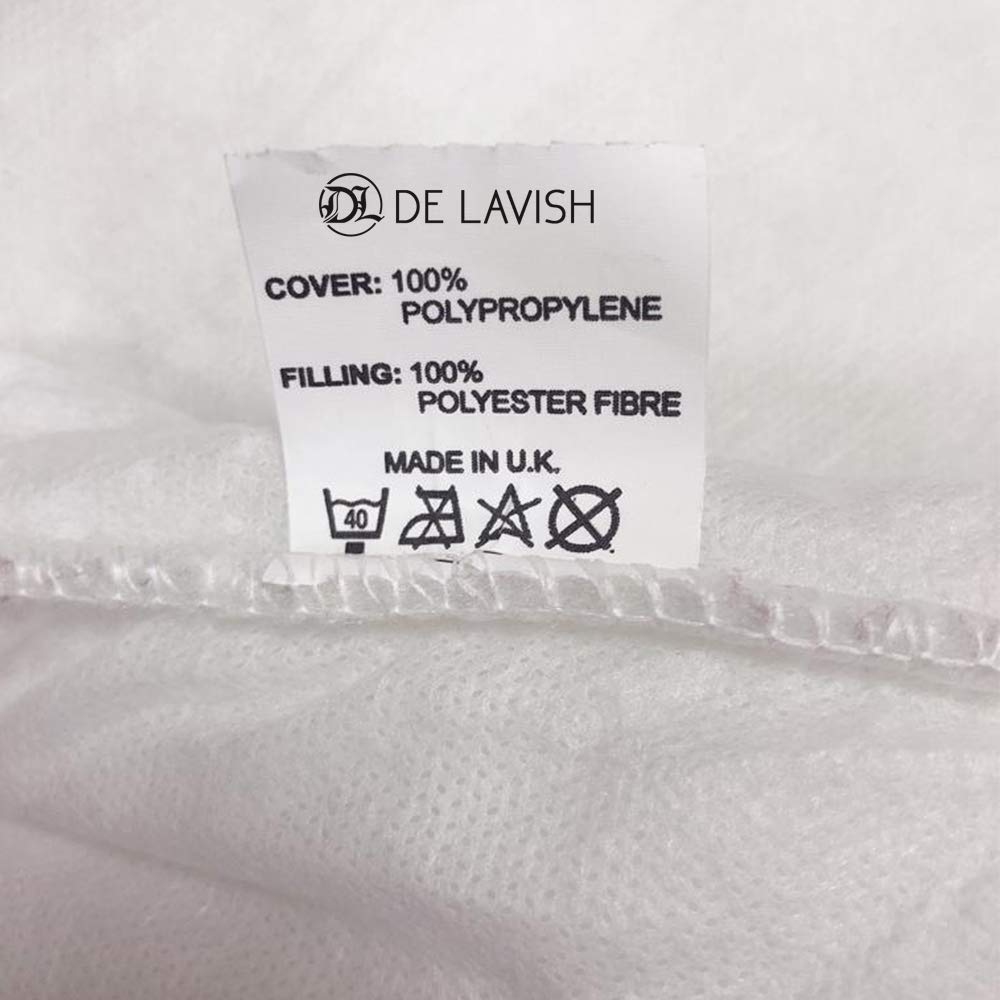 DL DE LAVISH
COVER: 100%
POLYPROPYLENE
FILLING: 100%
POLYESTER FIBRE
MADE IN U.K.
40